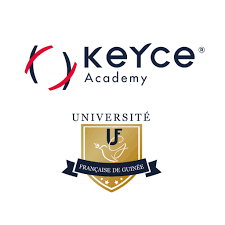 KEYCE®
Academy
UNIVERSITÉ
UF
FRANÇAISE DE GUINÉE